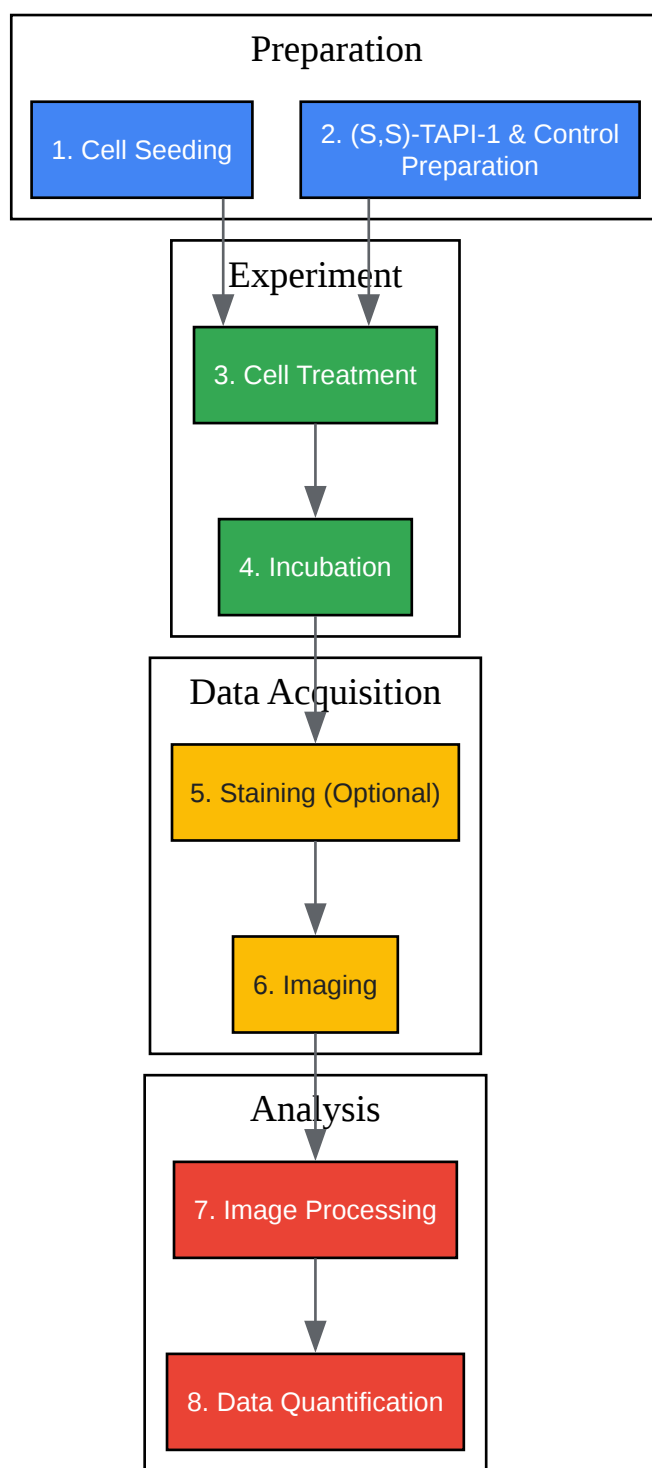 Preparation
1. Cell Seeding
2. (S,S)-TAPI-1 & Control
Preparation
Experiment
3. Cell Treatment
4. Incubation
Data Acquisition
5. Staining (Optional)
6. Imaging
Analysis
7. Image Processing
8. Data Quantification